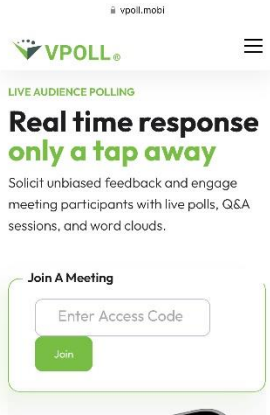 vpoll.mobi
VPOLL®
LIVE AUDIENCE POLLING
Real time response
only a tap away
Solicit unbiased feedback and engage
meeting participants with live polls, Q&A
sessions, and word clouds.
Join A Meeting
Enter Access Code
Join